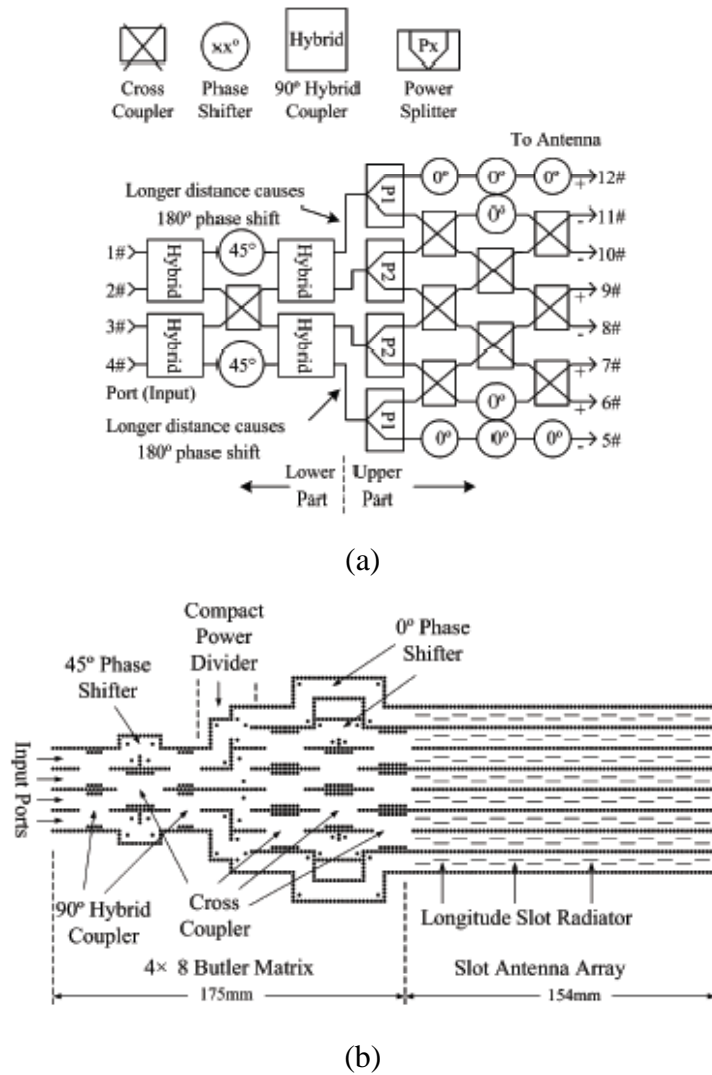 xx°
Hybrid
Px
Cross Coupler
Phase Shifter
90° Hybrid Coupler
Power Splitter
To Antenna
Longer distance causes
180° phase shift
P1
0°
0°
0°
+
12#
0°
-
11#
1#
Hybrid
45°
Hybrid
-
10#
2#
P2
+
9#
3#
Hybrid
Hybrid
P2
-
8#
4#
45°
+
7#
Port (Input)
0°
+
6#
Longer distance causes
180° phase shift
P1
0°
0°
0°
-
5#
Lower Part
Upper Part
(a)
Compact
Power
Divider
0° Phase
Shifter
45° Phase
Shifter
Input Ports
90° Hybrid
Coupler
Cross
Coupler
Longitude Slot Radiator
4× 8 Butler Matrix
Slot Antenna Array
175mm
154mm
(b)